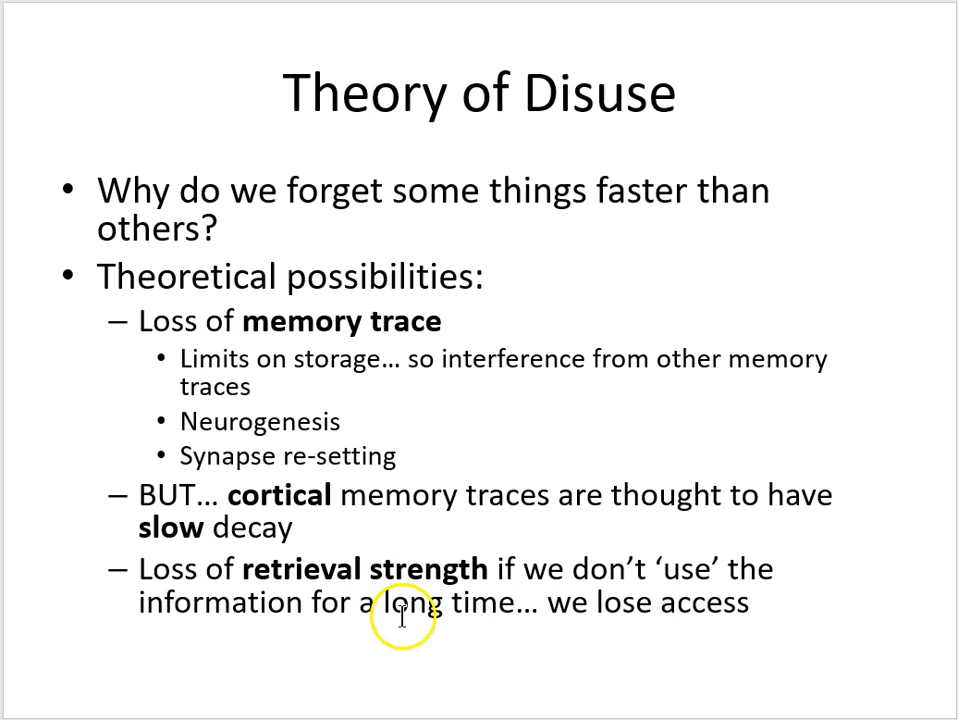 Theory of Disuse
• Why do we forget some things faster than
others?
• Theoretical possibilities:
– Loss of memory trace
• Limits on storage… so interference from other memory
traces
• Neurogenesis
• Synapse re-setting
– BUT… cortical memory traces are thought to have
slow decay
– Loss of retrieval strength if we don’t ‘use’ the
information for a long time… we lose access